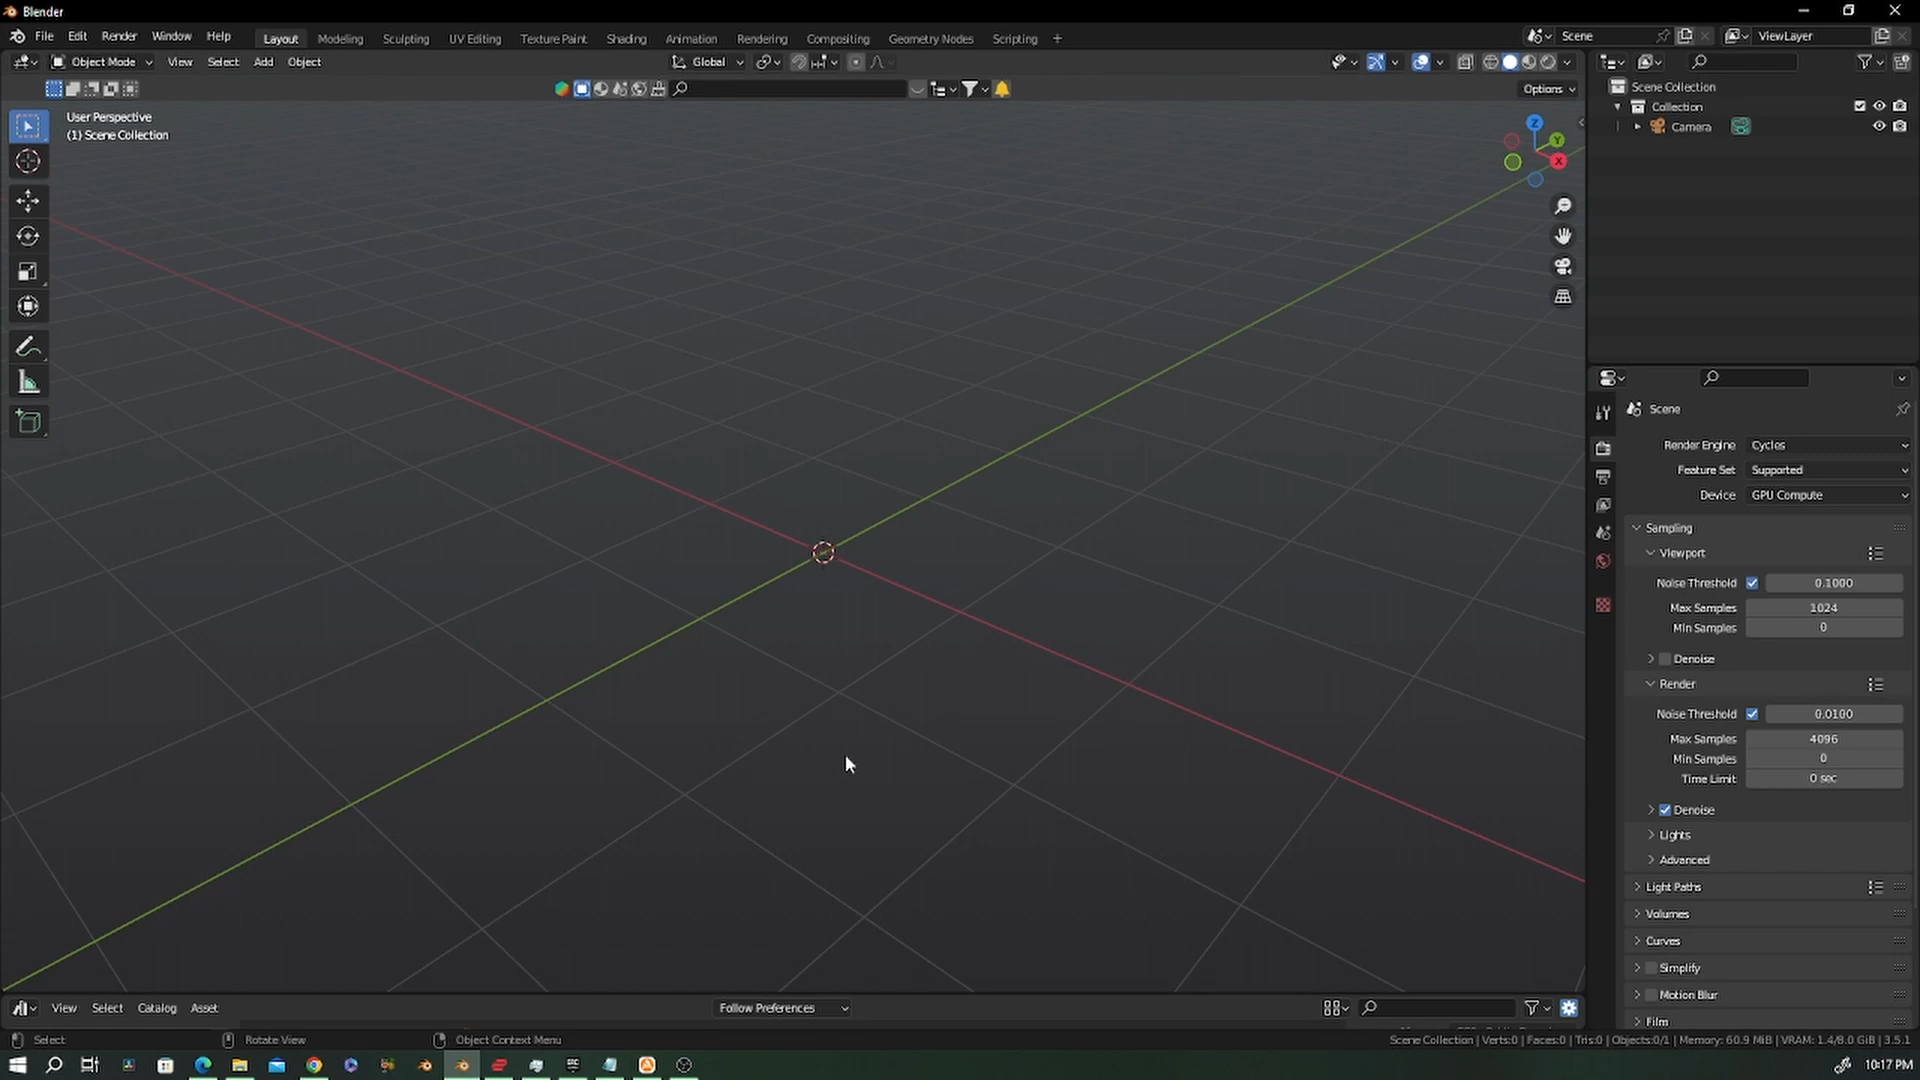 Blender
File Edit Render Window Help Layout Modeling Sculpting UV Editing Texture Paint Shading Animation Rendering Compositing Geometry Nodes Scripting + Scene ViewLayer
Object Mode View Select Add Object Global
Options
User Perspective
(1) Scene Collection
Z
Y
X
Scene Collection
Collection
Camera
Scene
Render Engine Cycles
Feature Set Supported
Device GPU Compute
Sampling
Viewport
Noise Threshold 0.1000
Max Samples 1024
Min Samples 0
Denoise
Render
Noise Threshold 0.0100
Max Samples 4096
Min Samples 0
Time Limit 0 sec
Denoise
Lights
Advanced
Light Paths
Volumes
Curves
Simplify
Motion Blur
Film
View Select Catalog Asset Follow Preferences
Select Rotate View Object Context Menu Scene Collection | Verts:0 | Faces:0 | Tris:0 | Objects:0/1 | Memory: 60.9 MiB | VRAM: 1.4/8.0 GiB | 3.5.1
10:17 PM